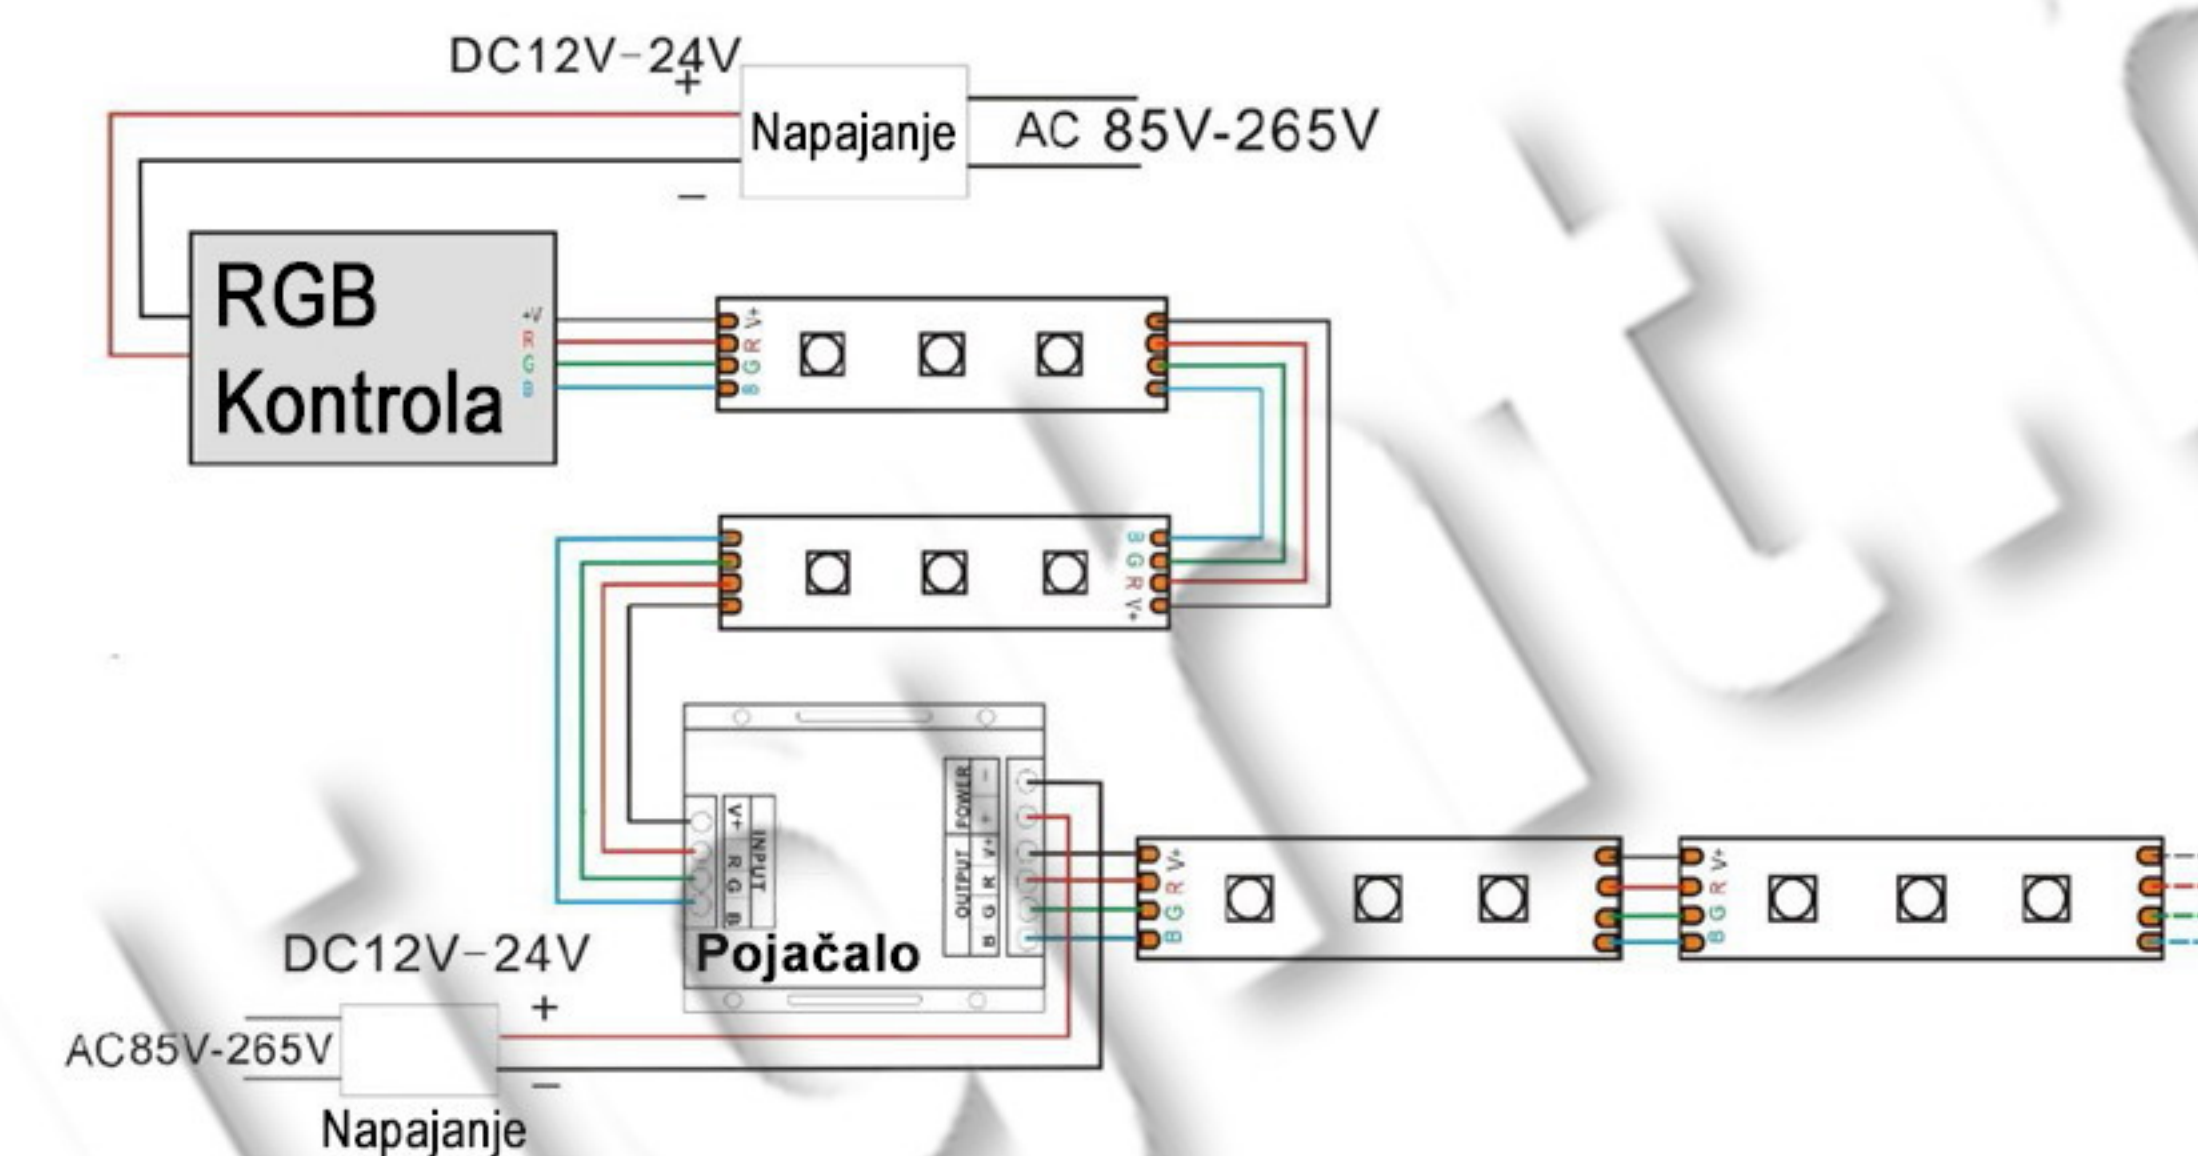 DC12V-24V
+
Napajanje
AC 85V-265V
−
RGB
Kontrola
+V
R
G
B
V+
R
G
B
B
G
R
V+
V+
R
G
B
INPUT
POWER
−
+
OUTPUT
V+
R
G
B
Pojačalo
V+
R
G
B
V+
R
G
B
DC12V-24V
+
AC85V-265V
−
Napajanje